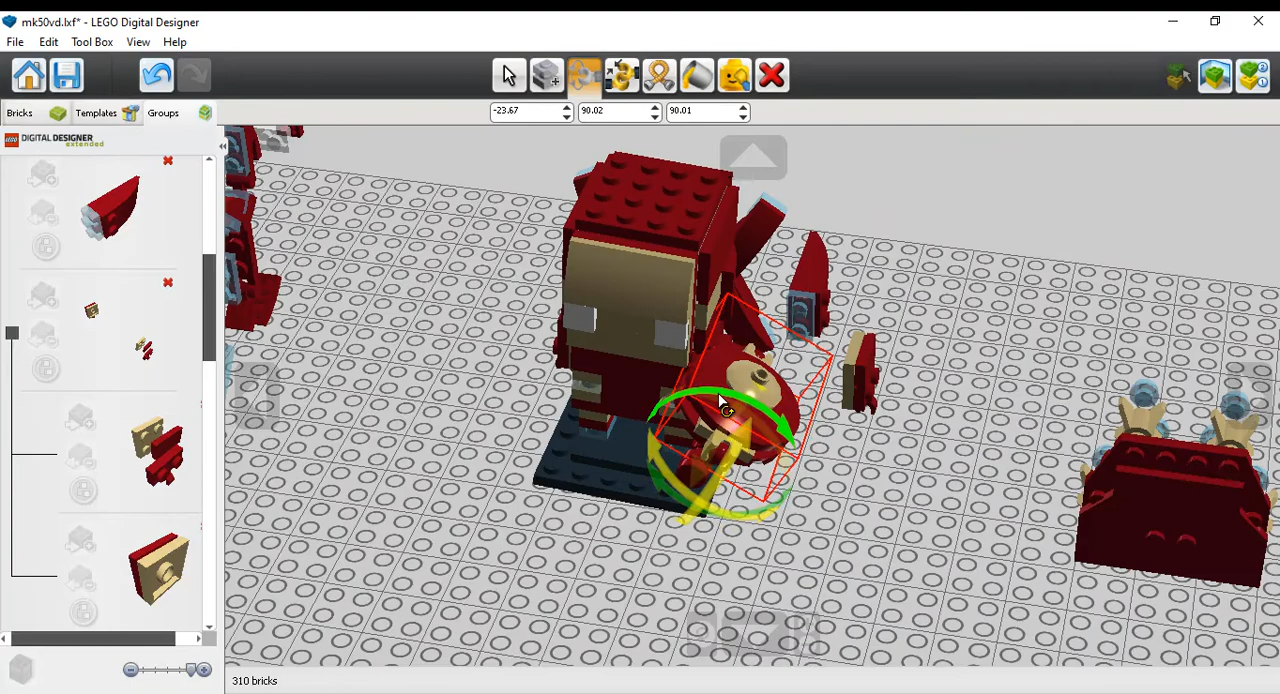 mk50vd.lxf* - LEGO Digital Designer
File Edit Tool Box View Help
-23.67 90.02 90.01
Bricks Templates Groups
DIGITAL DESIGNER
extended
310 bricks